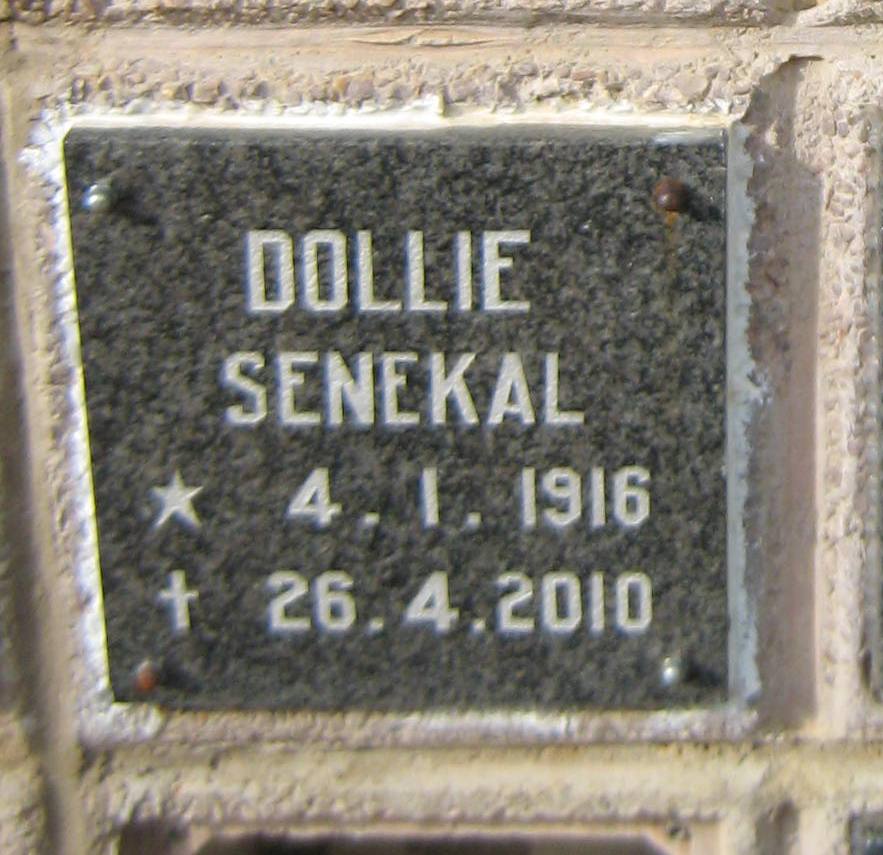 DOLLIE
SENEKAL
★ 4. 1. 1916
† 26.4.2010